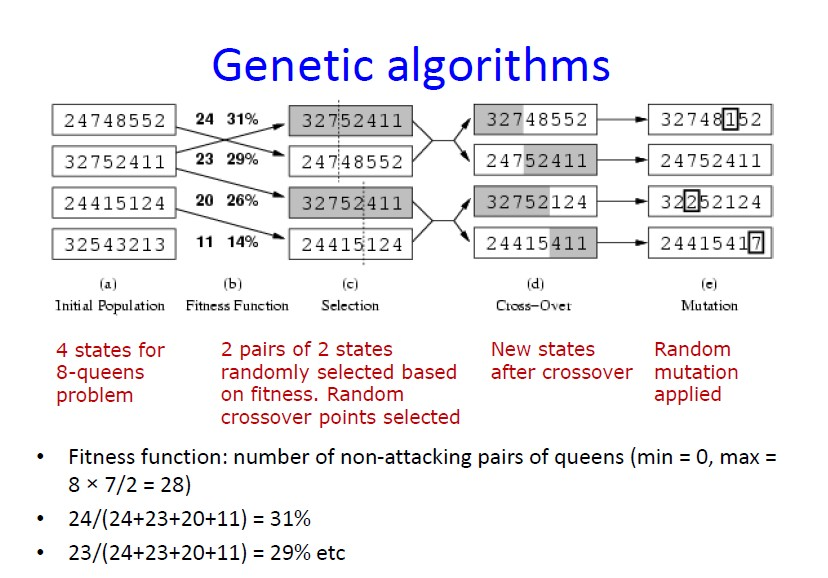 Genetic algorithms
24748552 24 31% 32752411 32748552 32748152
32752411 23 29% 24748552 24752411 24752411
24415124 20 26% 32752411 32752124 32252124
32543213 11 14% 24415124 24415411 24415417
(a) (b) (c) (d) (e)
Initial Population Fitness Function Selection Cross-Over Mutation
4 states for
8-queens
problem
2 pairs of 2 states
randomly selected based
on fitness. Random
crossover points selected
New states
after crossover
Random
mutation
applied
• Fitness function: number of non-attacking pairs of queens (min = 0, max =
8 × 7/2 = 28)
• 24/(24+23+20+11) = 31%
• 23/(24+23+20+11) = 29% etc